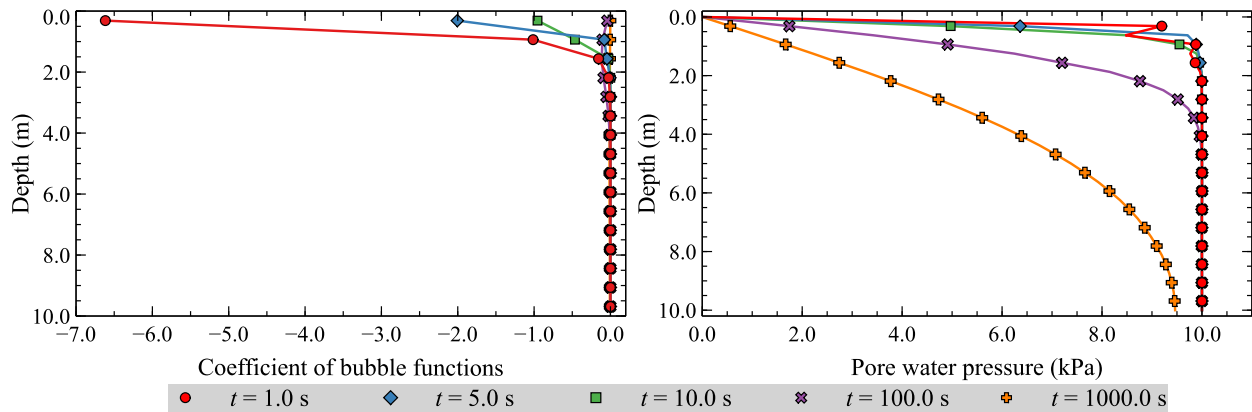 0.0
2.0
4.0
6.0
8.0
10.0
Depth (m)
−7.0 −6.0 −5.0 −4.0 −3.0 −2.0 −1.0 0.0
Coefficient of bubble functions
0.0
2.0
4.0
6.0
8.0
10.0
Depth (m)
0.0 2.0 4.0 6.0 8.0 10.0
Pore water pressure (kPa)
t = 1.0 s t = 5.0 s t = 10.0 s t = 100.0 s t = 1000.0 s